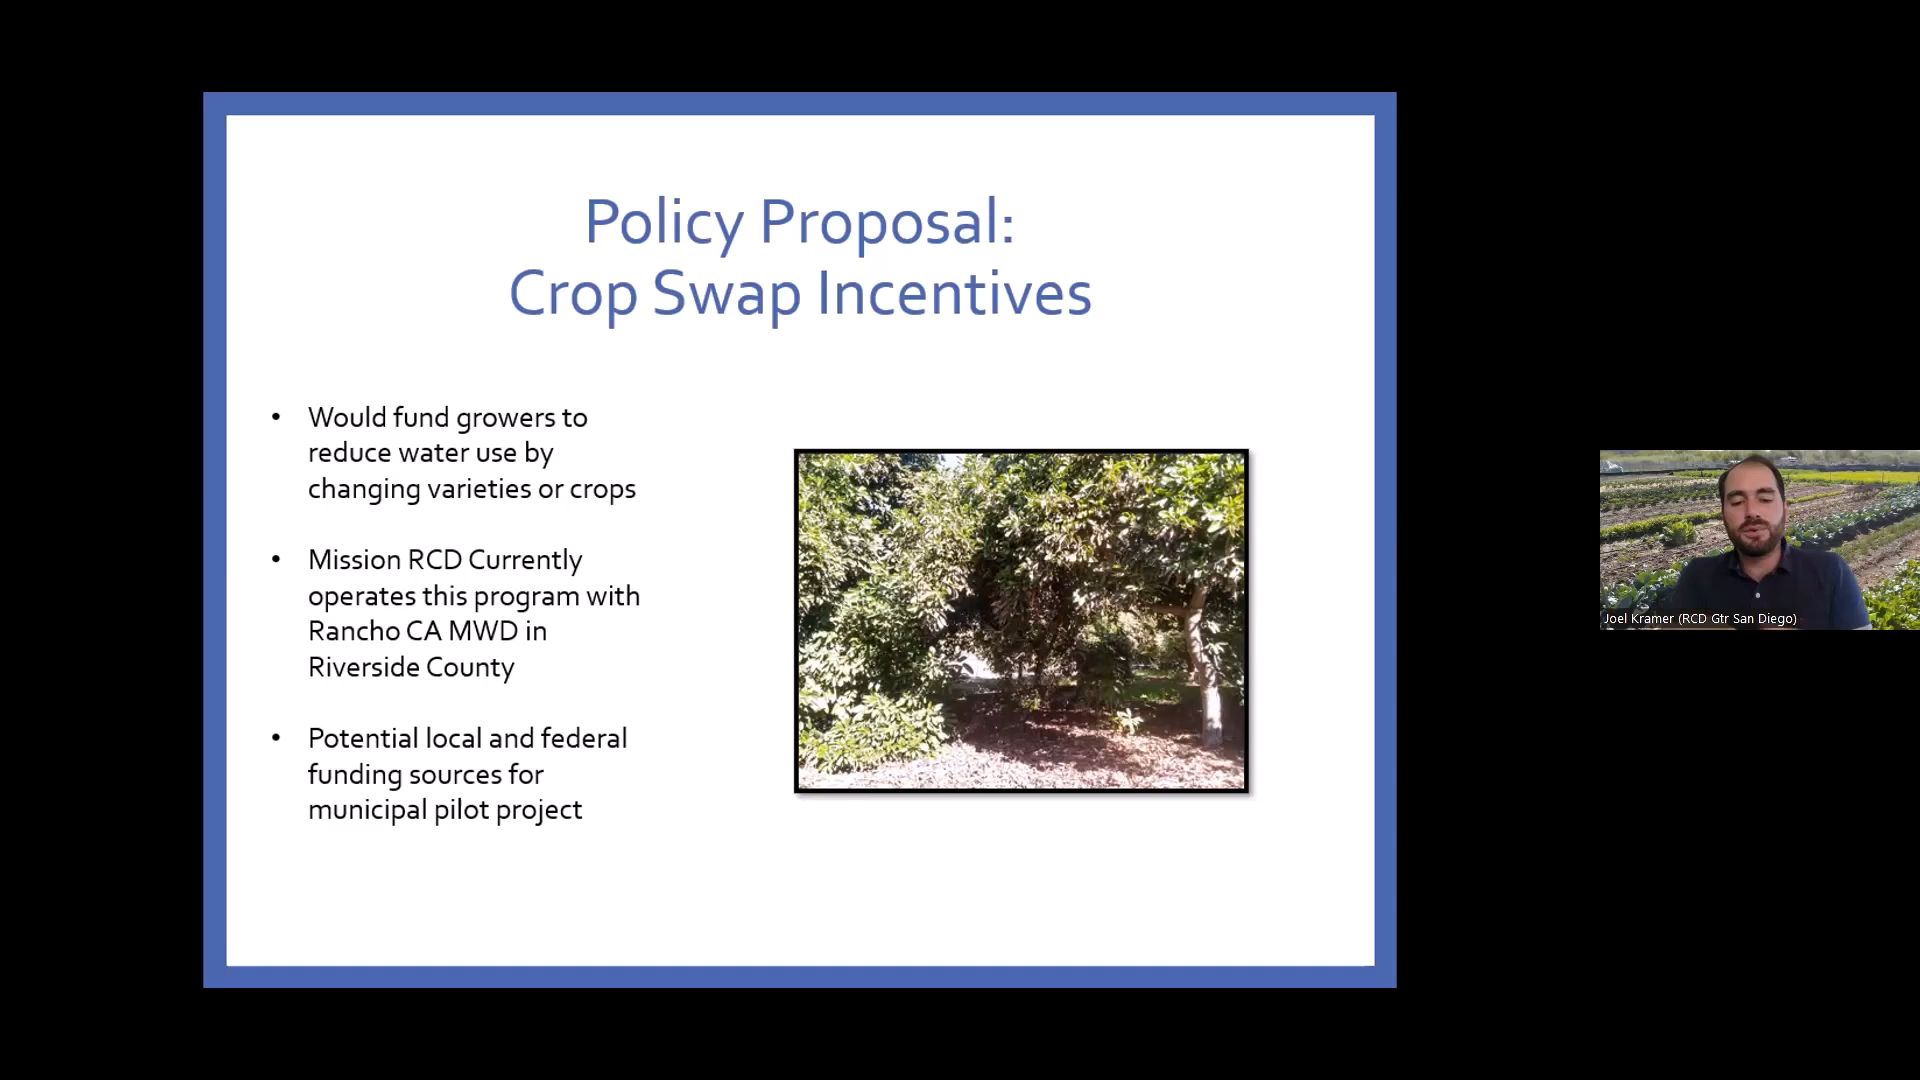 Policy Proposal:
Crop Swap Incentives
• Would fund growers to
reduce water use by
changing varieties or crops
• Mission RCD Currently
operates this program with
Rancho CA MWD in
Riverside County
• Potential local and federal
funding sources for
municipal pilot project
Joel Kramer (RCD Gtr San Diego)